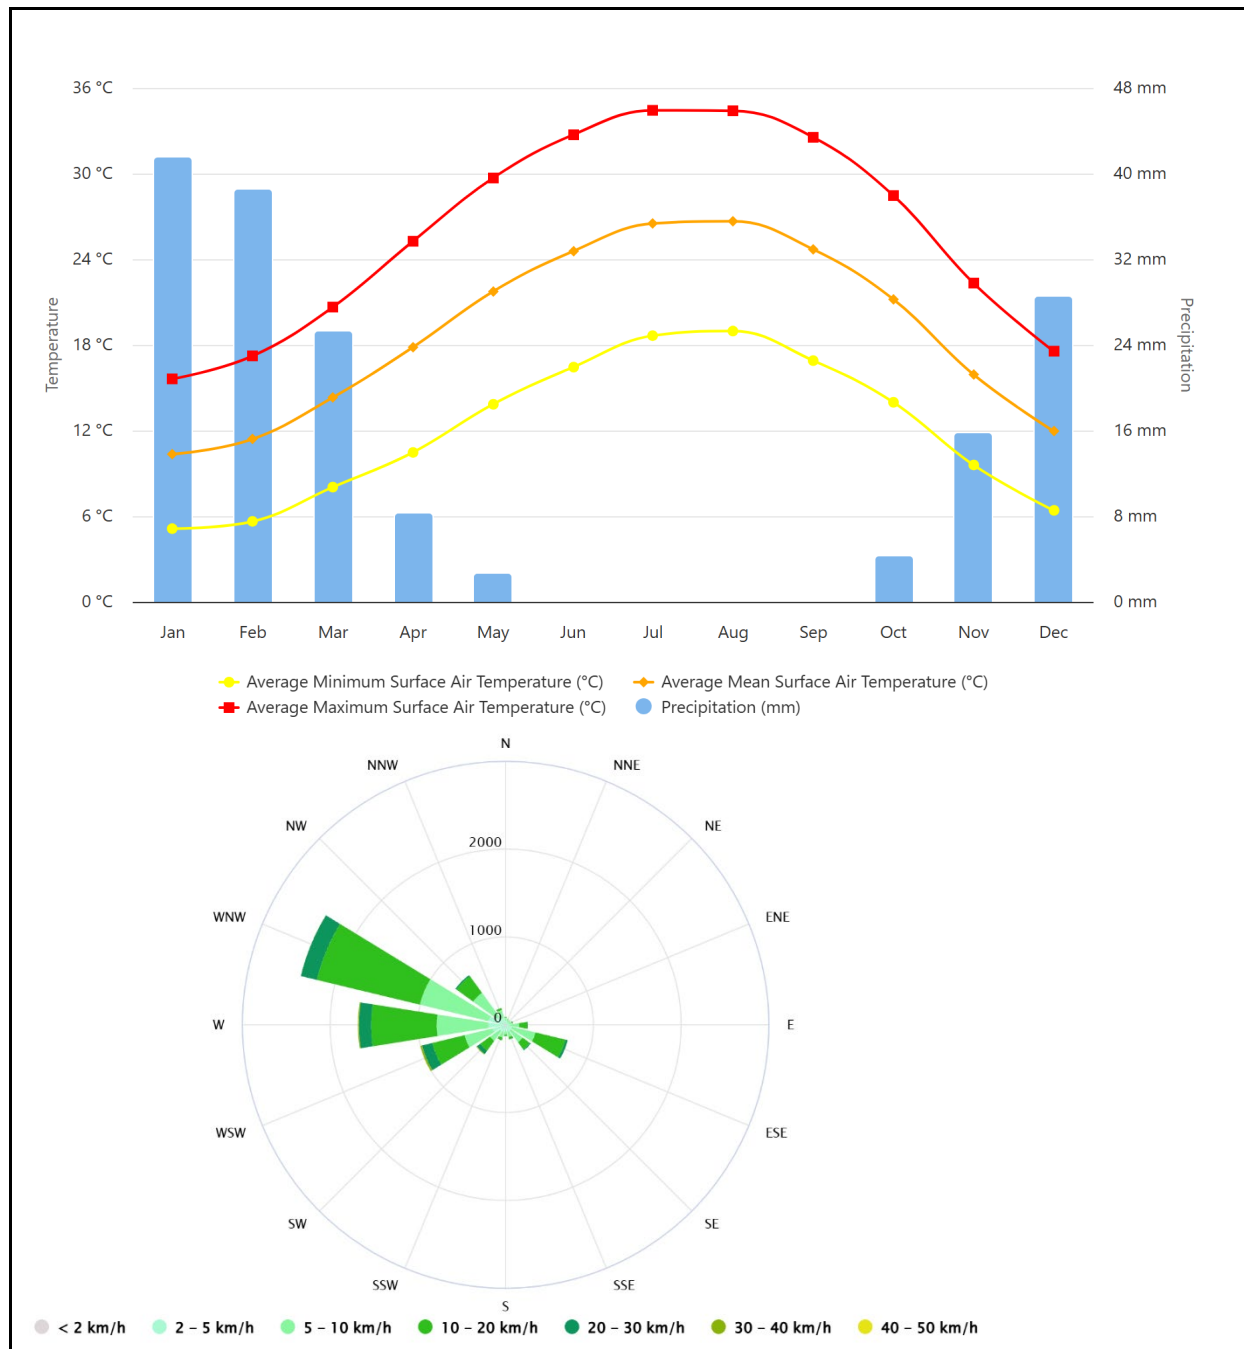 36 °C 48 mm
30 °C 40 mm
24 °C 32 mm
Temperature Precipitation
18 °C 24 mm
12 °C 16 mm
6 °C 8 mm
0 °C 0 mm
Jan Feb Mar Apr May Jun Jul Aug Sep Oct Nov Dec
Average Minimum Surface Air Temperature (°C) Average Mean Surface Air Temperature (°C)
Average Maximum Surface Air Temperature (°C) Precipitation (mm)
N
NNW NNE
NW NE
2000
WNW ENE
1000
W 0 E
WSW ESE
SW SE
SSW SSE
S
< 2 km/h 2 – 5 km/h 5 – 10 km/h 10 – 20 km/h 20 – 30 km/h 30 – 40 km/h 40 – 50 km/h